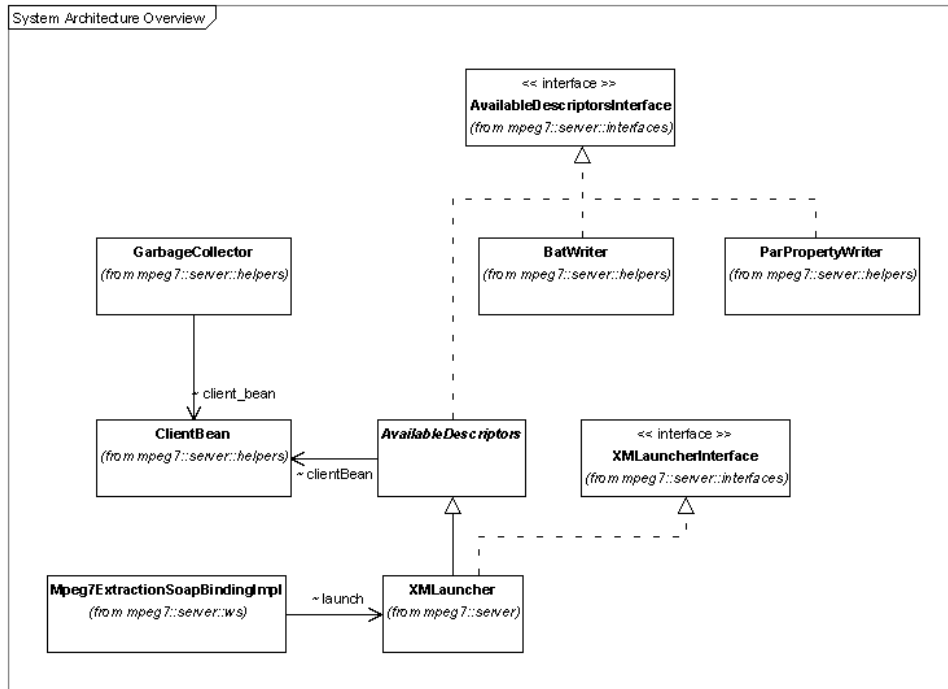 System Architecture Overview
<< interface >>
AvailableDescriptorsInterface
(from mpeg7::server::interfaces)
GarbageCollector
(from mpeg7::server::helpers)
BatWriter
(from mpeg7::server::helpers)
ParPropertyWriter
(from mpeg7::server::helpers)
~ client_bean
ClientBean
(from mpeg7::server::helpers)
AvailableDescriptors
<< interface >>
XMLauncherInterface
(from mpeg7::server::interfaces)
~ clientBean
Mpeg7ExtractionSoapBindingImpl
(from mpeg7::server::ws)
~ launch
XMLauncher
(from mpeg7::server)